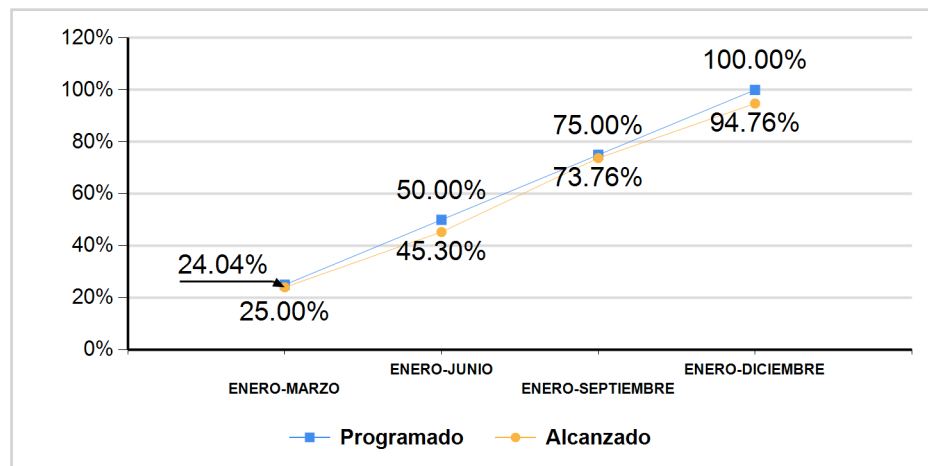 120%
100.00%
100%
75.00%
94.76%
80%
73.76%
50.00%
60%
45.30%
40%
24.04%
25.00%
20%
0%
ENERO-JUNIO
ENERO-DICIEMBRE
ENERO-MARZO
ENERO-SEPTIEMBRE
Programado
Alcanzado